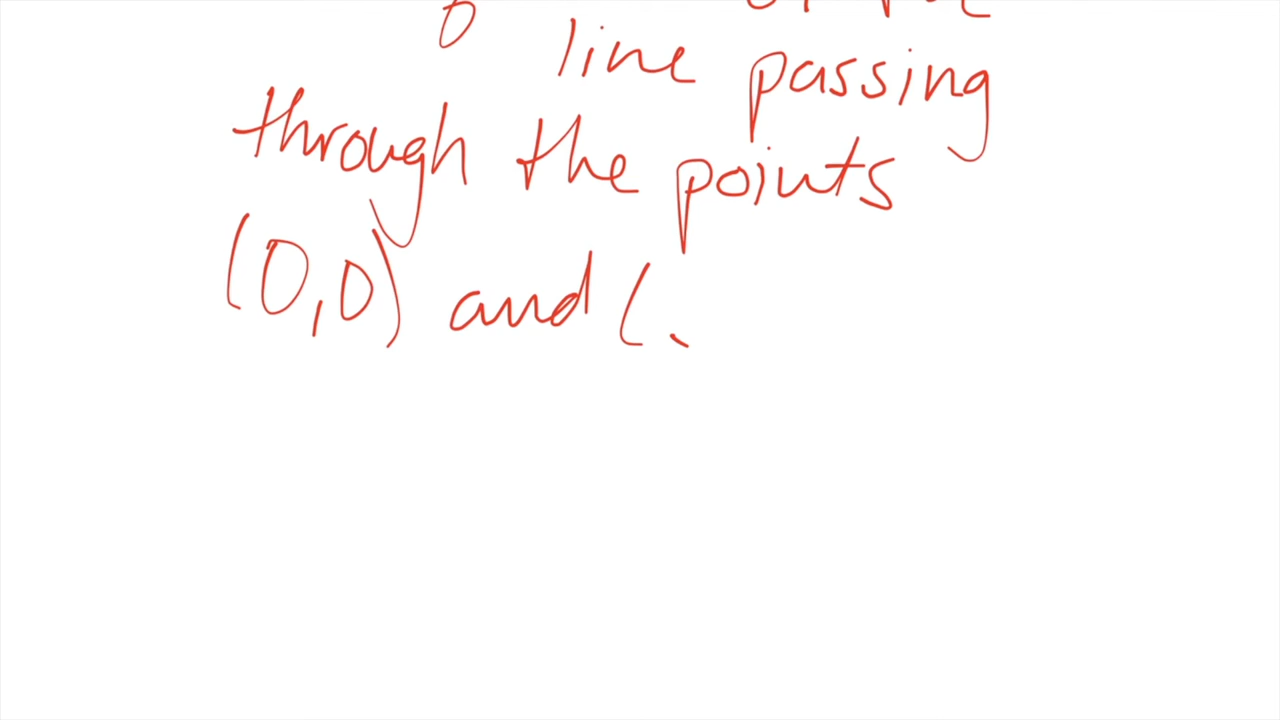 line passing
through the points
(0,0) and (